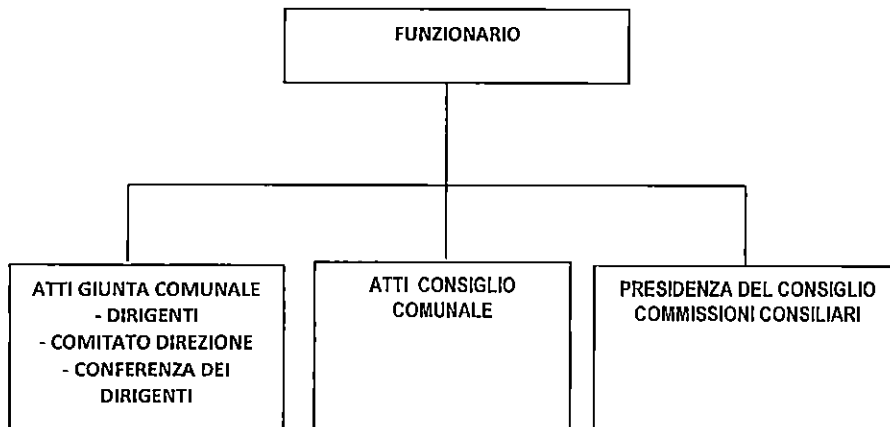 FUNZIONARIO
ATTI GIUNTA COMUNALE
- DIRIGENTI
- COMITATO DIREZIONE
- CONFERENZA DEI
DIRIGENTI
ATTI CONSIGLIO
COMUNALE
PRESIDENZA DEL CONSIGLIO
COMMISSIONI CONSILIARI